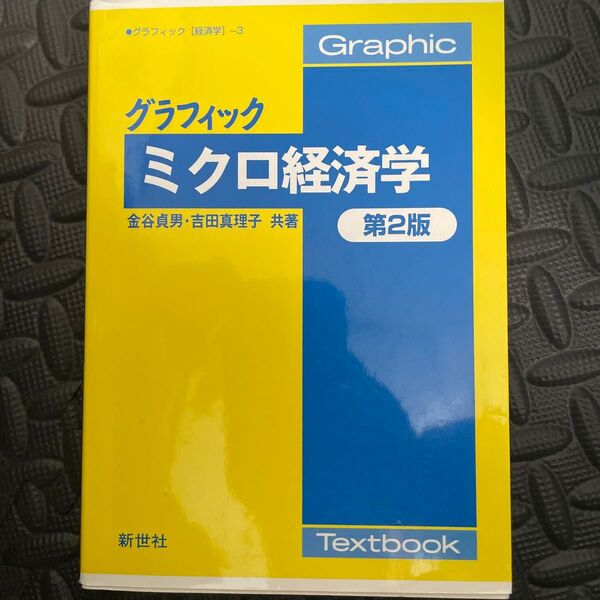 ●グラフィック［経済学］–3
Graphic
グラフィック
ミクロ経済学
金谷貞男・吉田真理子 共著
第2版
新世社
Textbook